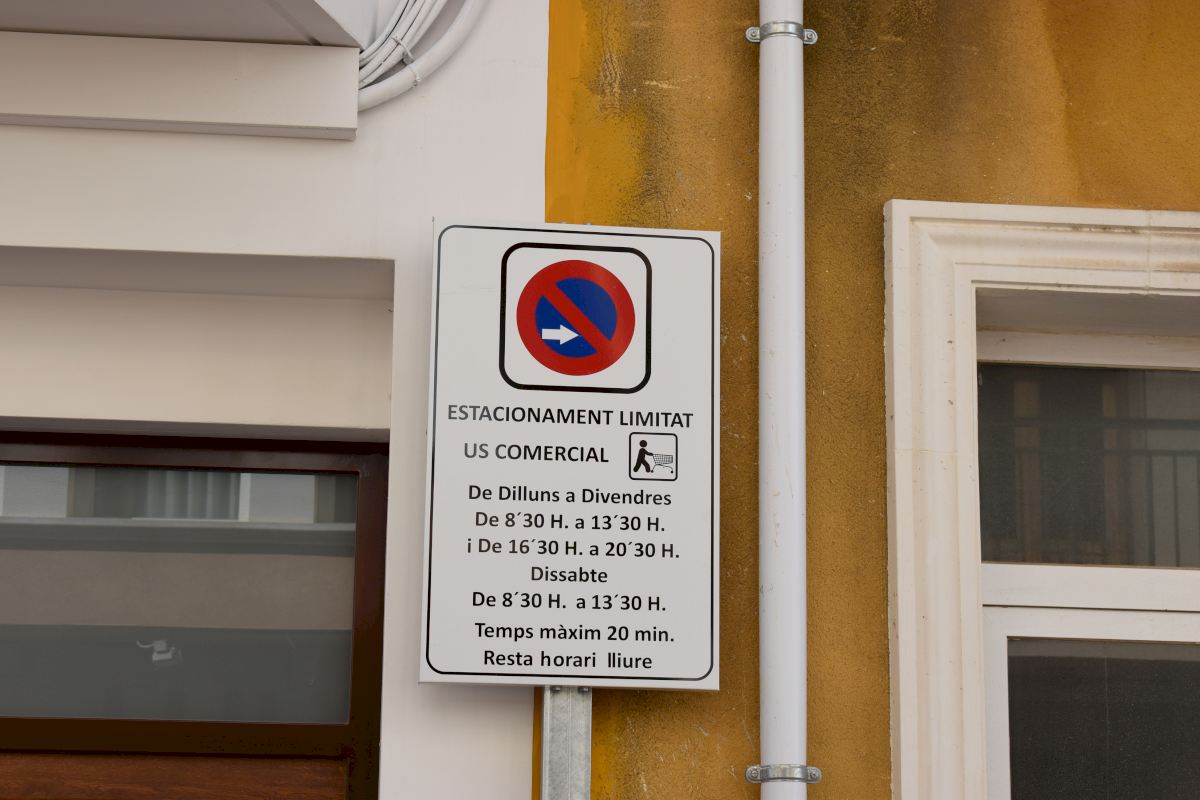 ESTACIONAMENT LIMITAT
US COMERCIAL
De Dilluns a Divendres
De 8´30 H. a 13´30 H.
i De 16´30 H. a 20´30 H.
Dissabte
De 8´30 H. a 13´30 H.
Temps màxim 20 min.
Resta horari lliure